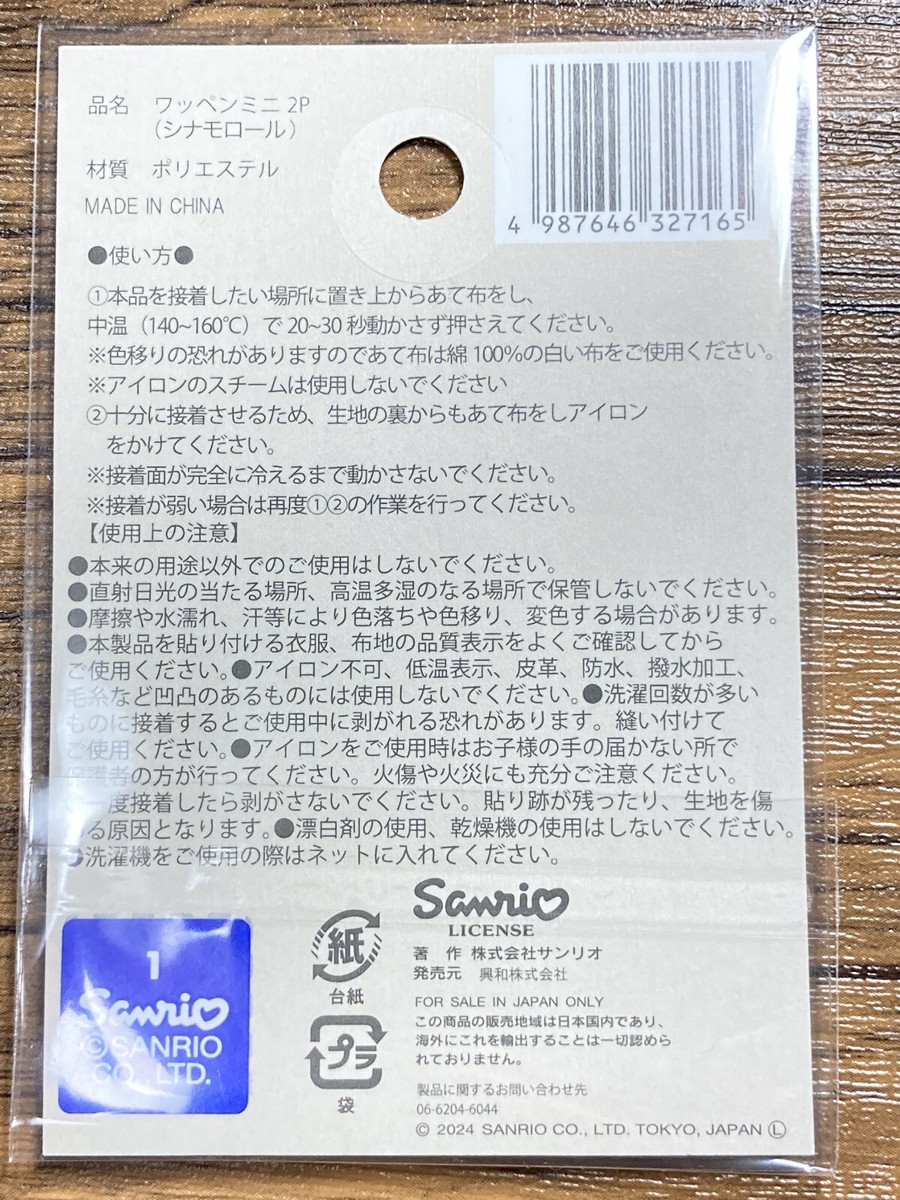 品名　ワッペンミニ 2P
（シナモロール）
材質　ポリエステル
MADE IN CHINA
4 987646 327165
●使い方●
①本品を接着したい場所に置き上からあて布をし、
中温（140~160℃）で 20~30 秒動かさず押さえてください。
※色移りの恐れがありますのであて布は綿 100%の白い布をご使用ください。
※アイロンのスチームは使用しないでください
②十分に接着させるため、生地の裏からもあて布をしアイロン
をかけてください。
※接着面が完全に冷えるまで動かさないでください。
※接着が弱い場合は再度①②の作業を行ってください。
【使用上の注意】
●本来の用途以外でのご使用はしないでください。
●直射日光の当たる場所、高温多湿のなる場所で保管しないでください。
●摩擦や水濡れ、汗等により色落ちや色移り、変色する場合があります。
●本製品を貼り付ける衣服、布地の品質表示をよくご確認してから
ご使用ください。●アイロン不可、低温表示、皮革、防水、撥水加工、
毛糸など凹凸のあるものには使用しないでください。●洗濯回数が多い
ものに接着するとご使用中に剥がれる恐れがあります。縫い付けて
ご使用ください。●アイロンをご使用時はお子様の手の届かない所で
保護者の方が行ってください。火傷や火災にも充分ご注意ください。
一度接着したら剥がさないでください。貼り跡が残ったり、生地を傷
る原因となります。●漂白剤の使用、乾燥機の使用はしないでください。
●洗濯機をご使用の際はネットに入れてください。
1
Sanrio
© SANRIO
CO., LTD.
紙
台紙
プラ
袋
Sanrio
LICENSE
著　作 株式会社サンリオ
発売元　興和株式会社
FOR SALE IN JAPAN ONLY
この商品の販売地域は日本国内であり、
海外にこれを輸出することは一切認めら
れておりません。
製品に関するお問い合わせ先
06-6204-6044
© 2024 SANRIO CO., LTD. TOKYO, JAPAN Ⓛ